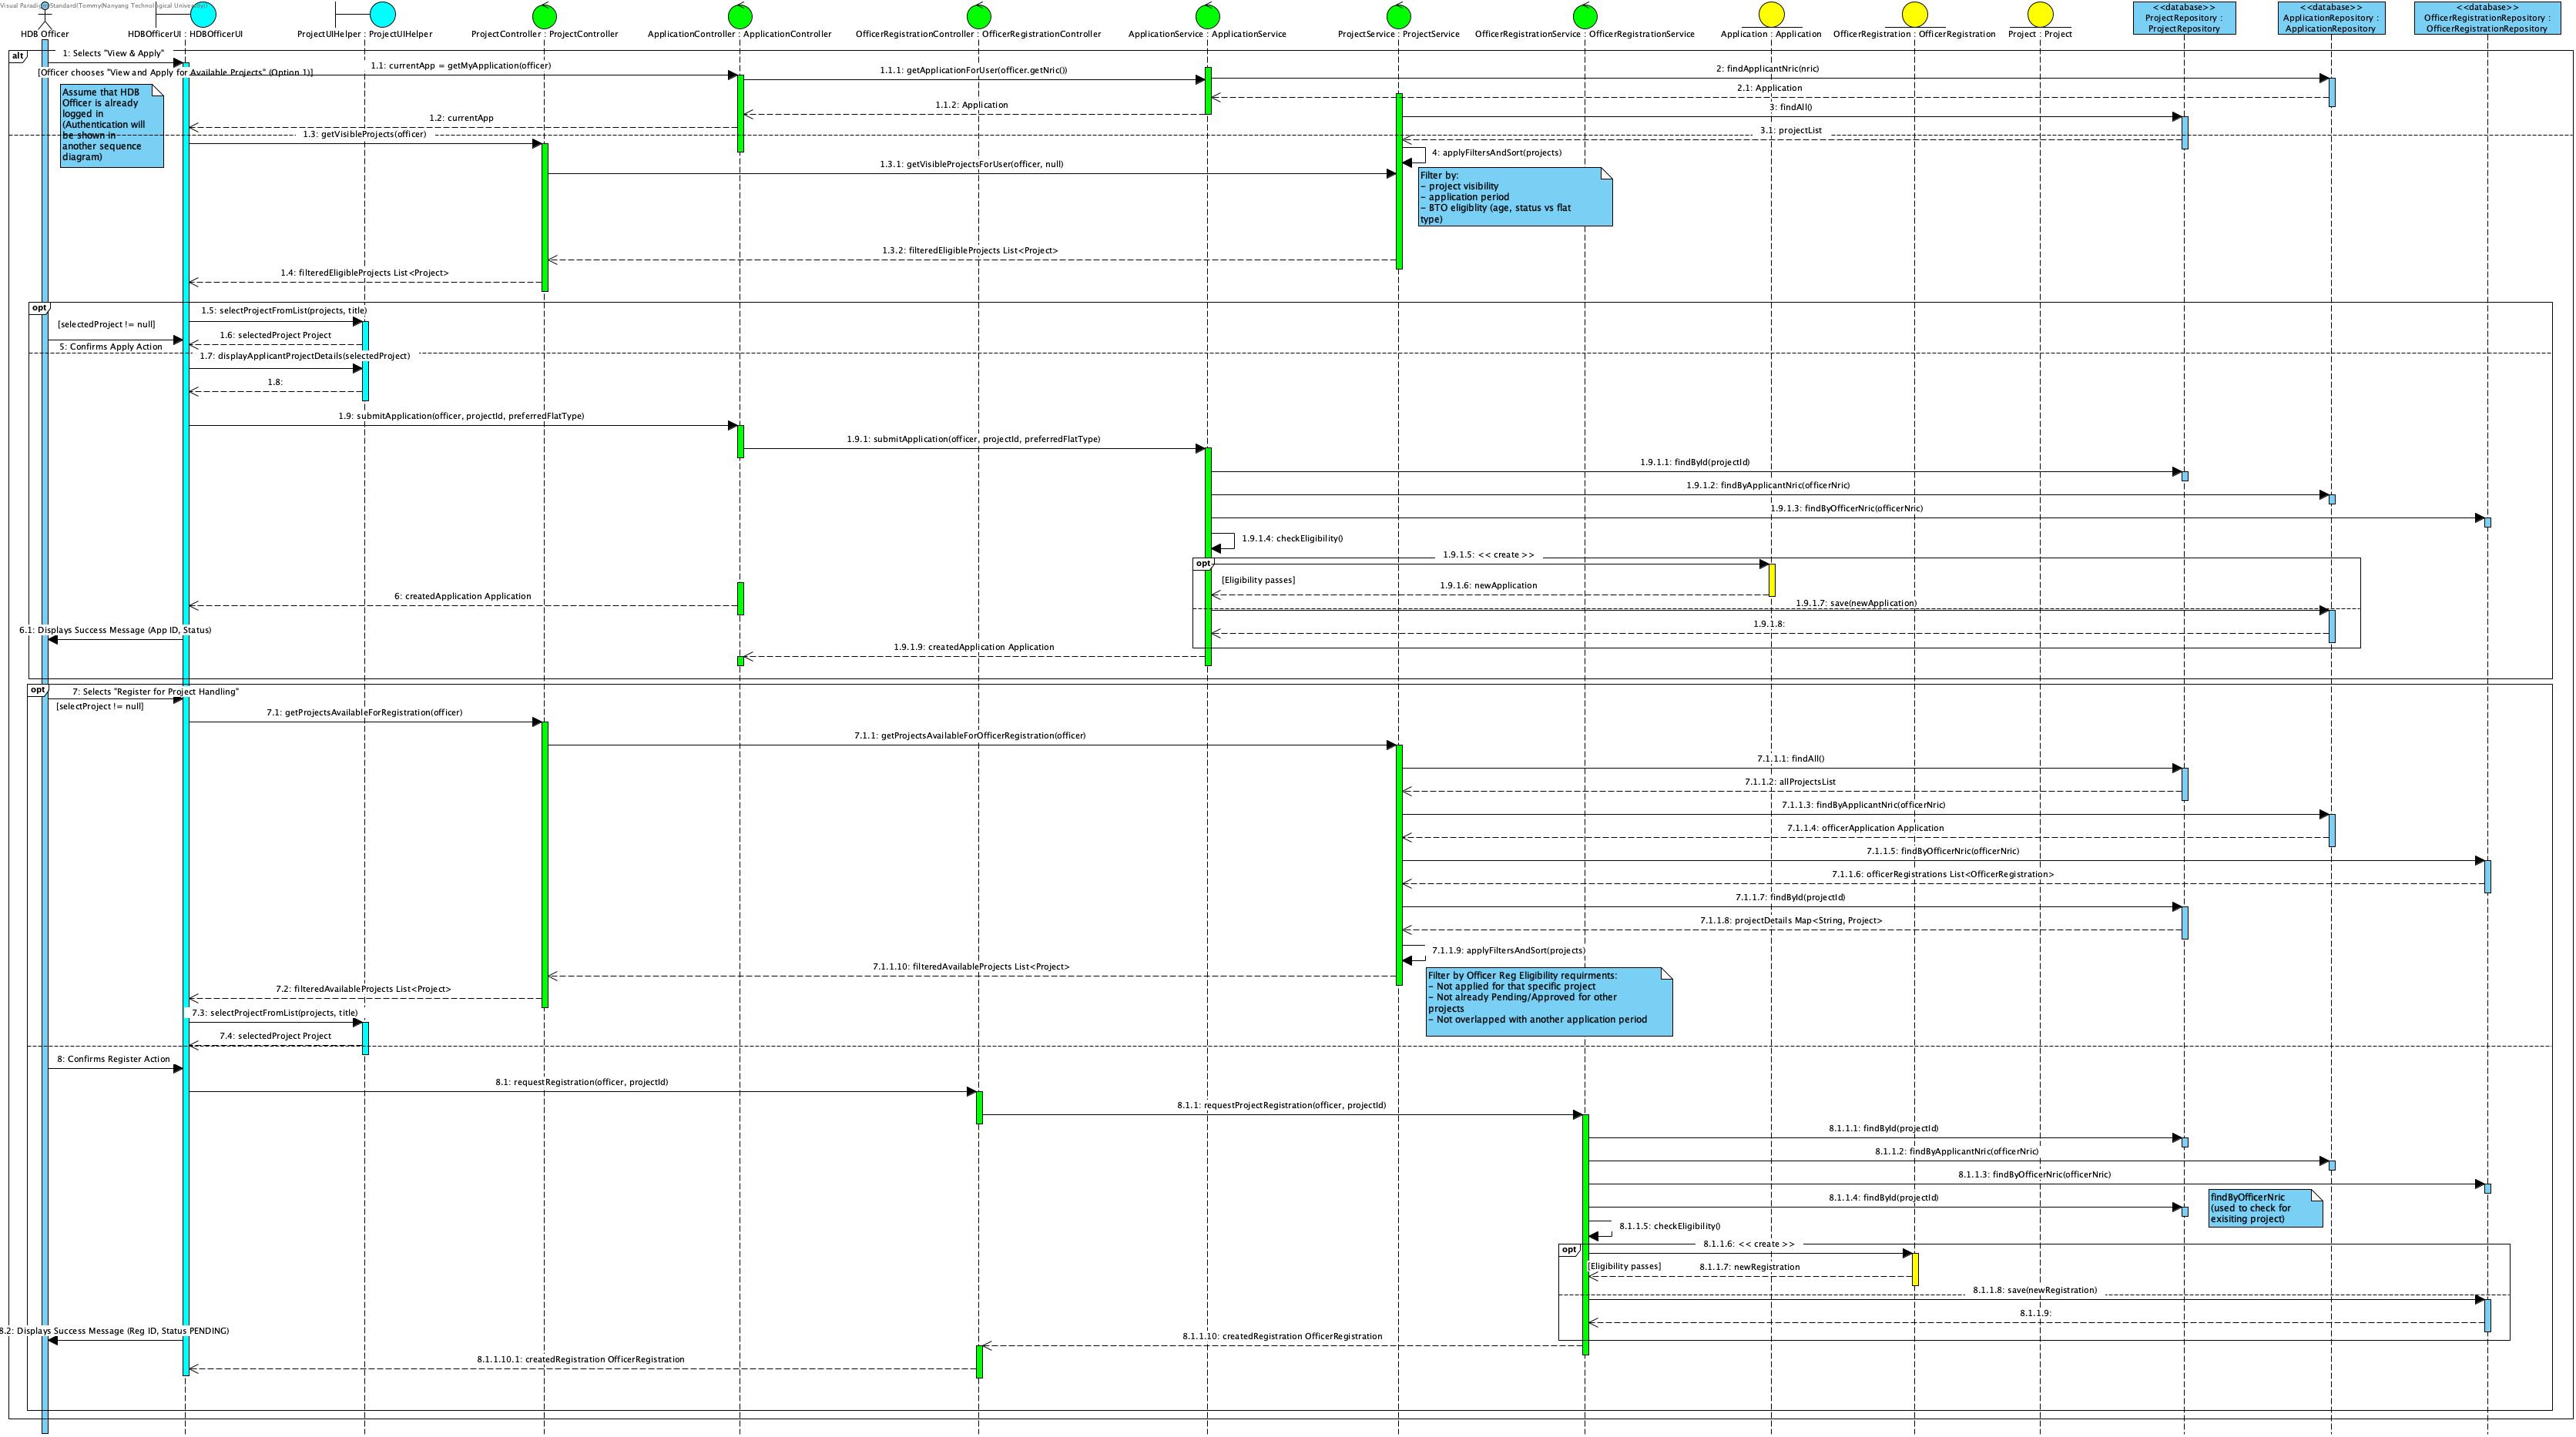 Visual Paradigm Standard(Tommy(Nanyang Technological University))
HDB Officer
HDBOfficerUI : HDBOfficerUI
ProjectUIHelper : ProjectUIHelper
ProjectController : ProjectController
ApplicationController : ApplicationController
OfficerRegistrationController : OfficerRegistrationController
ApplicationService : ApplicationService
ProjectService : ProjectService
OfficerRegistrationService : OfficerRegistrationService
Application : Application
OfficerRegistration : OfficerRegistration
Project : Project
<<database>>
ProjectRepository :
ProjectRepository
<<database>>
ApplicationRepository :
ApplicationRepository
<<database>>
OfficerRegistrationRepository :
OfficerRegistrationRepository
alt
1: Selects "View & Apply"
[Officer chooses "View and Apply for Available Projects" (Option 1)]
1.1: currentApp = getMyApplication(officer)
1.1.1: getApplicationForUser(officer.getNric())
2: findApplicantNric(nric)
Assume that HDB
Officer is already
logged in
(Authentication will
be shown in
another sequence
diagram)
2.1: Application
1.1.2: Application
3: findAll()
1.2: currentApp
1.3: getVisibleProjects(officer)
3.1: projectList
4: applyFiltersAndSort(projects)
1.3.1: getVisibleProjectsForUser(officer, null)
Filter by:
- project visibility
- application period
- BTO eligiblity (age, status vs flat
type)
1.3.2: filteredEligibleProjects List<Project>
1.4: filteredEligibleProjects List<Project>
opt
1.5: selectProjectFromList(projects, title)
[selectedProject != null]
1.6: selectedProject Project
5: Confirms Apply Action
1.7: displayApplicantProjectDetails(selectedProject)
1.8:
1.9: submitApplication(officer, projectId, preferredFlatType)
1.9.1: submitApplication(officer, projectId, preferredFlatType)
1.9.1.1: findById(projectId)
1.9.1.2: findByApplicantNric(officerNric)
1.9.1.3: findByOfficerNric(officerNric)
1.9.1.4: checkEligibility()
opt
1.9.1.5: << create >>
[Eligibility passes]
1.9.1.6: newApplication
6: createdApplication Application
1.9.1.7: save(newApplication)
1.9.1.8:
6.1: Displays Success Message (App ID, Status)
1.9.1.9: createdApplication Application
opt
7: Selects "Register for Project Handling"
[selectProject != null]
7.1: getProjectsAvailableForRegistration(officer)
7.1.1: getProjectsAvailableForOfficerRegistration(officer)
7.1.1.1: findAll()
7.1.1.2: allProjectsList
7.1.1.3: findByApplicantNric(officerNric)
7.1.1.4: officerApplication Application
7.1.1.5: findByOfficerNric(officerNric)
7.1.1.6: officerRegistrations List<OfficerRegistration>
7.1.1.7: findById(projectId)
7.1.1.8: projectDetails Map<String, Project>
7.1.1.9: applyFiltersAndSort(projects)
7.1.1.10: filteredAvailableProjects List<Project>
Filter by Officer Reg Eligibility requirments:
- Not applied for that specific project
- Not already Pending/Approved for other
projects
- Not overlapped with another application period
7.2: filteredAvailableProjects List<Project>
7.3: selectProjectFromList(projects, title)
7.4: selectedProject Project
8: Confirms Register Action
8.1: requestRegistration(officer, projectId)
8.1.1: requestProjectRegistration(officer, projectId)
8.1.1.1: findById(projectId)
8.1.1.2: findByApplicantNric(officerNric)
8.1.1.3: findByOfficerNric(officerNric)
8.1.1.4: findById(projectId)
findByOfficerNric
(used to check for
exisiting project)
8.1.1.5: checkEligibility()
opt
8.1.1.6: << create >>
[Eligibility passes]
8.1.1.7: newRegistration
8.1.1.8: save(newRegistration)
8.1.1.9:
8.2: Displays Success Message (Reg ID, Status PENDING)
8.1.1.10: createdRegistration OfficerRegistration
8.1.1.10.1: createdRegistration OfficerRegistration